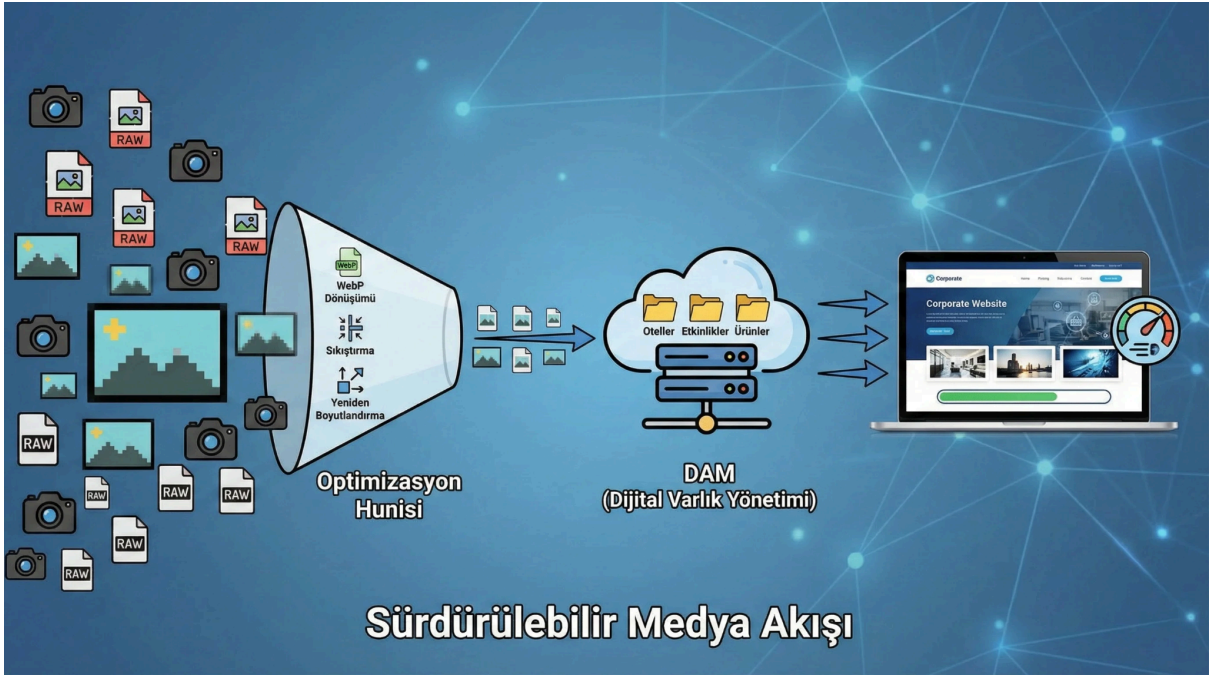 RAW
RAW
RAW
RAW
RAW
RAW
RAW
RAW
RAW
RAW
WebP
WebP
Dönüşümü
Sıkıştırma
Yeniden
Boyutlandırma
Optimizasyon
Hunisi
Oteller Etkinlikler Ürünler
DAM
(Dijital Varlık Yönetimi)
Corporate
Home
Corporate Website
Sürdürülebilir Medya Akışı